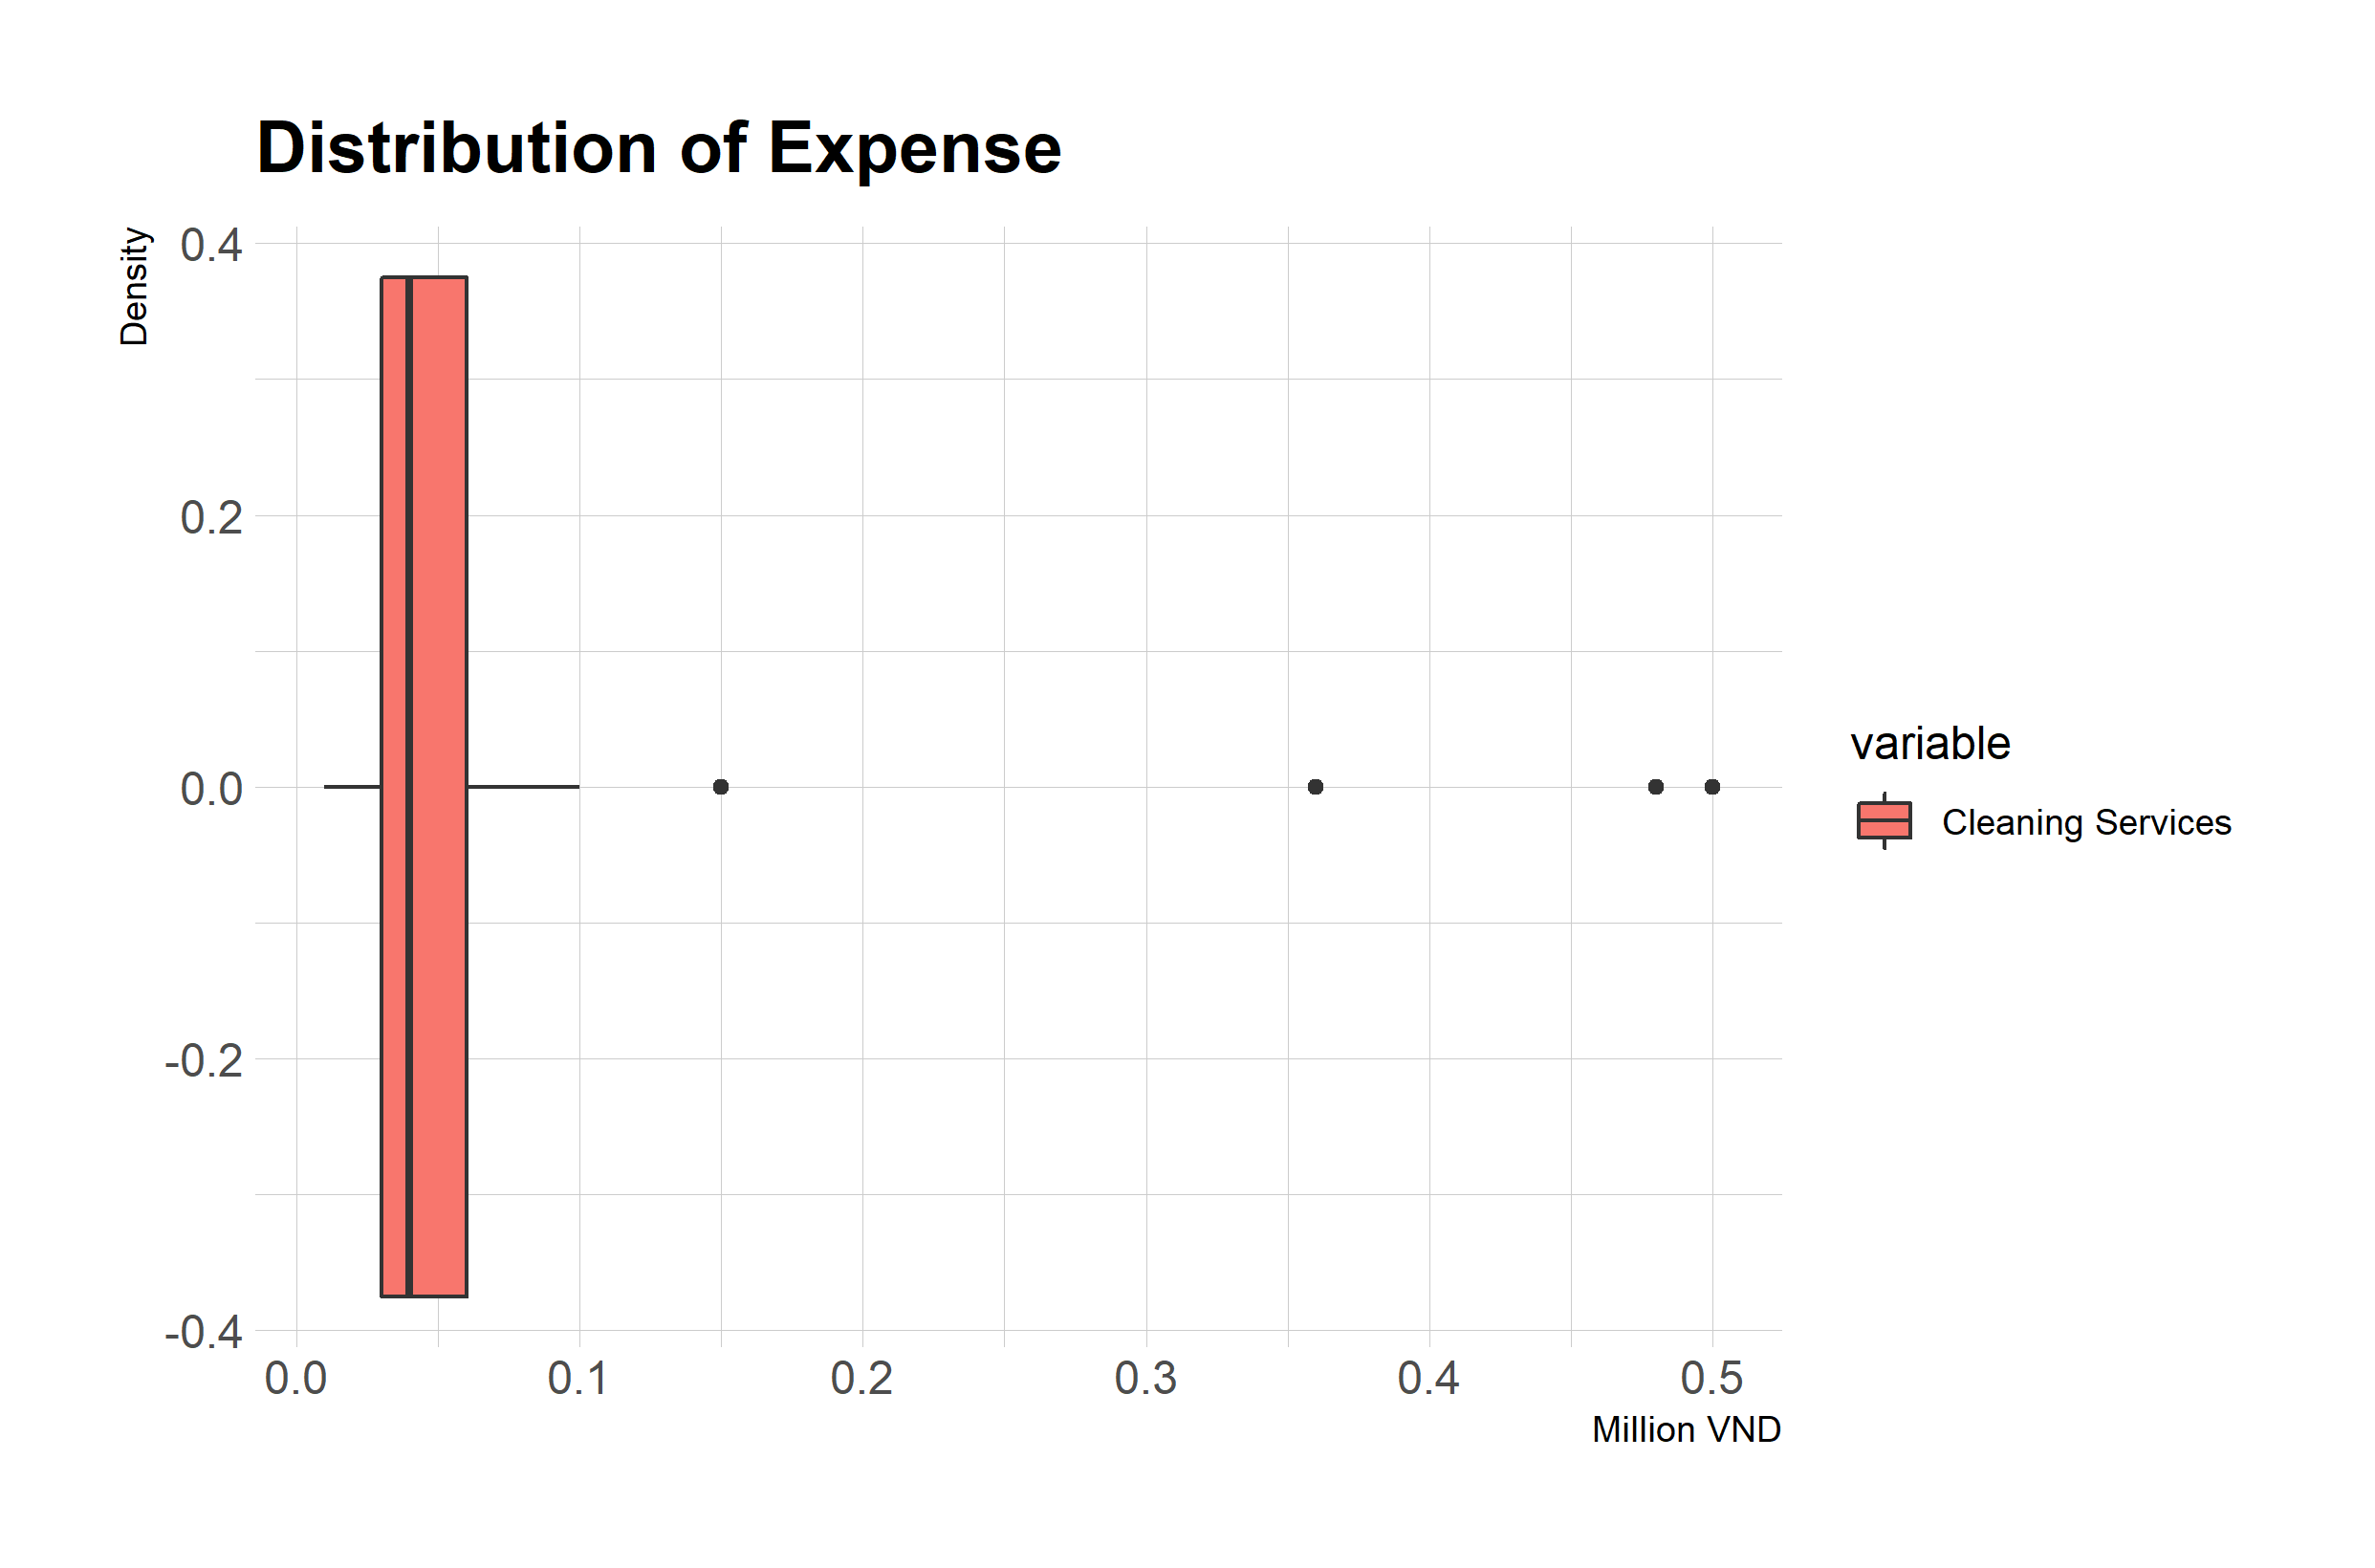 Distribution of Expense
Density
0.4
0.2
0.0
-0.2
-0.4
0.0 0.1 0.2 0.3 0.4 0.5
Million VND
variable
Cleaning Services